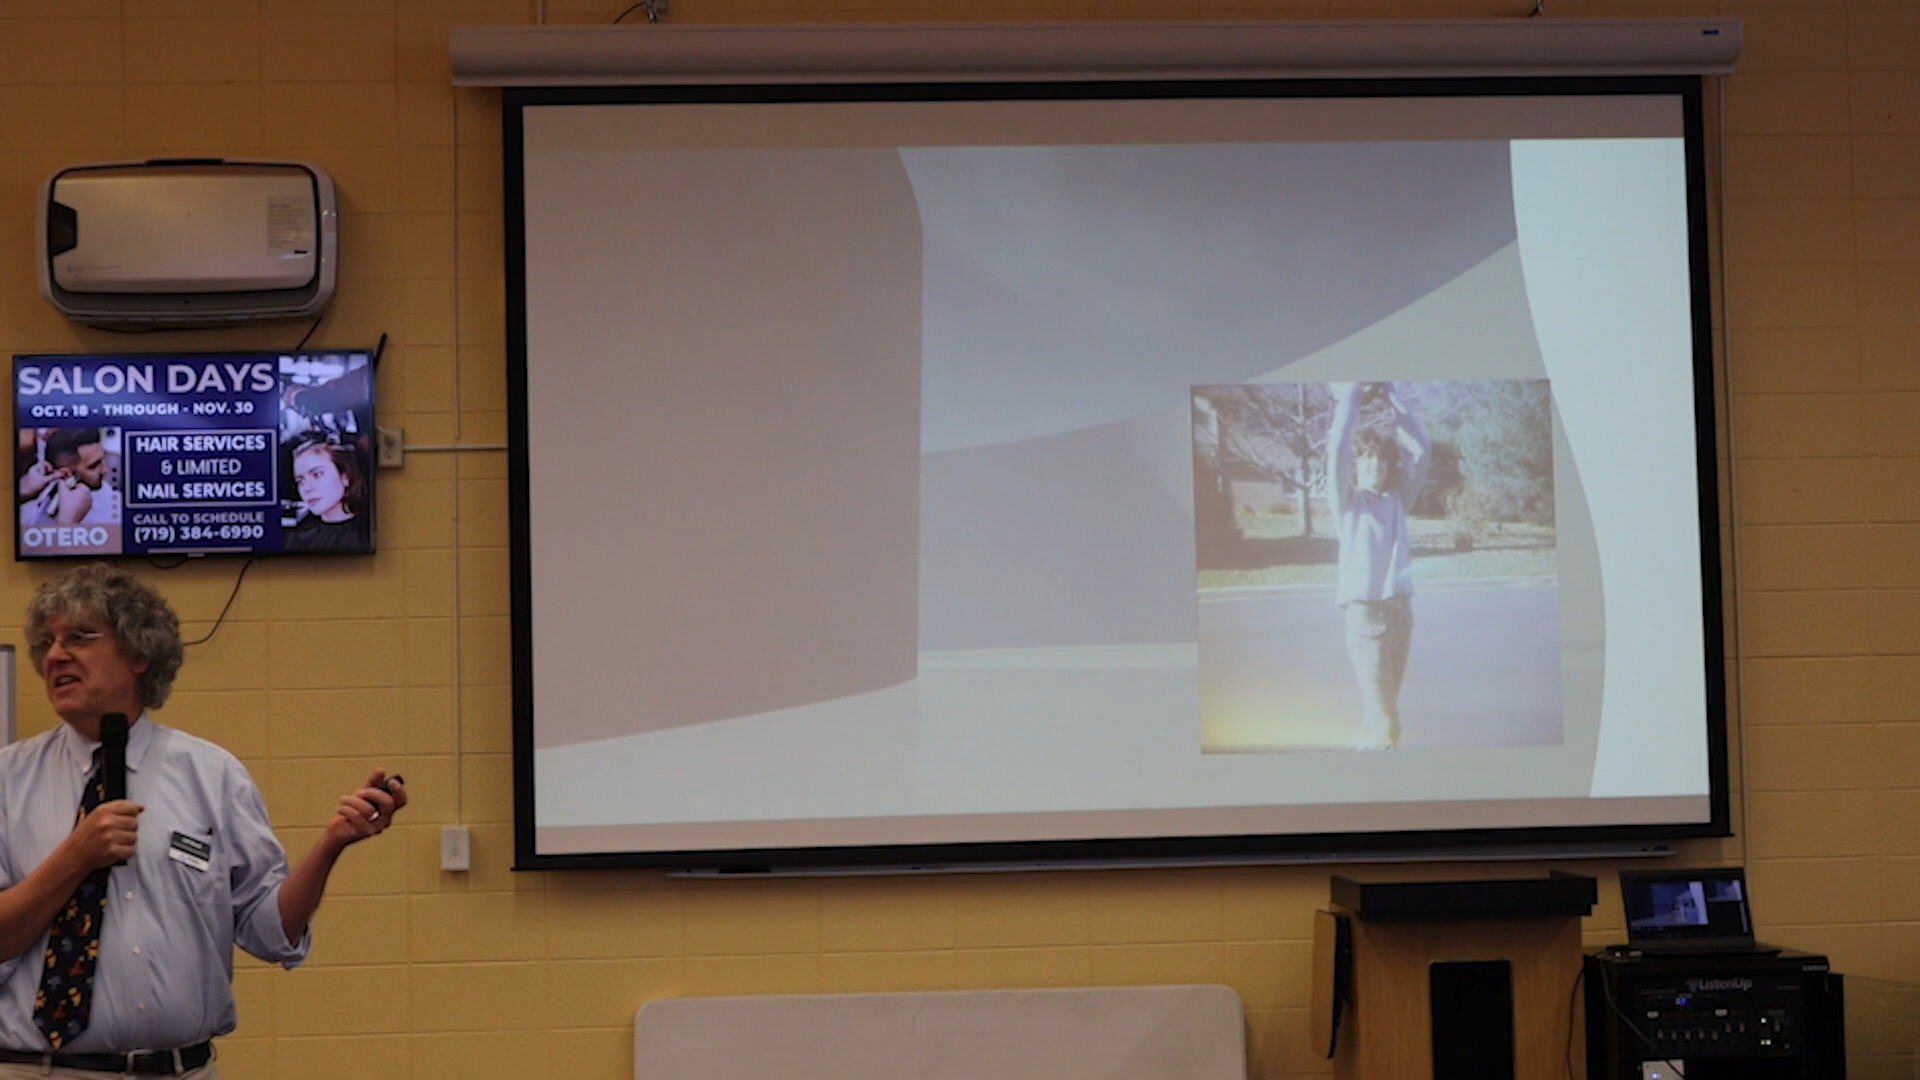 SALON DAYS
OCT. 18 - THROUGH - NOV. 30
HAIR SERVICES
& LIMITED
NAIL SERVICES
CALL TO SCHEDULE
(719) 384-6990
OTERO
ListenUp